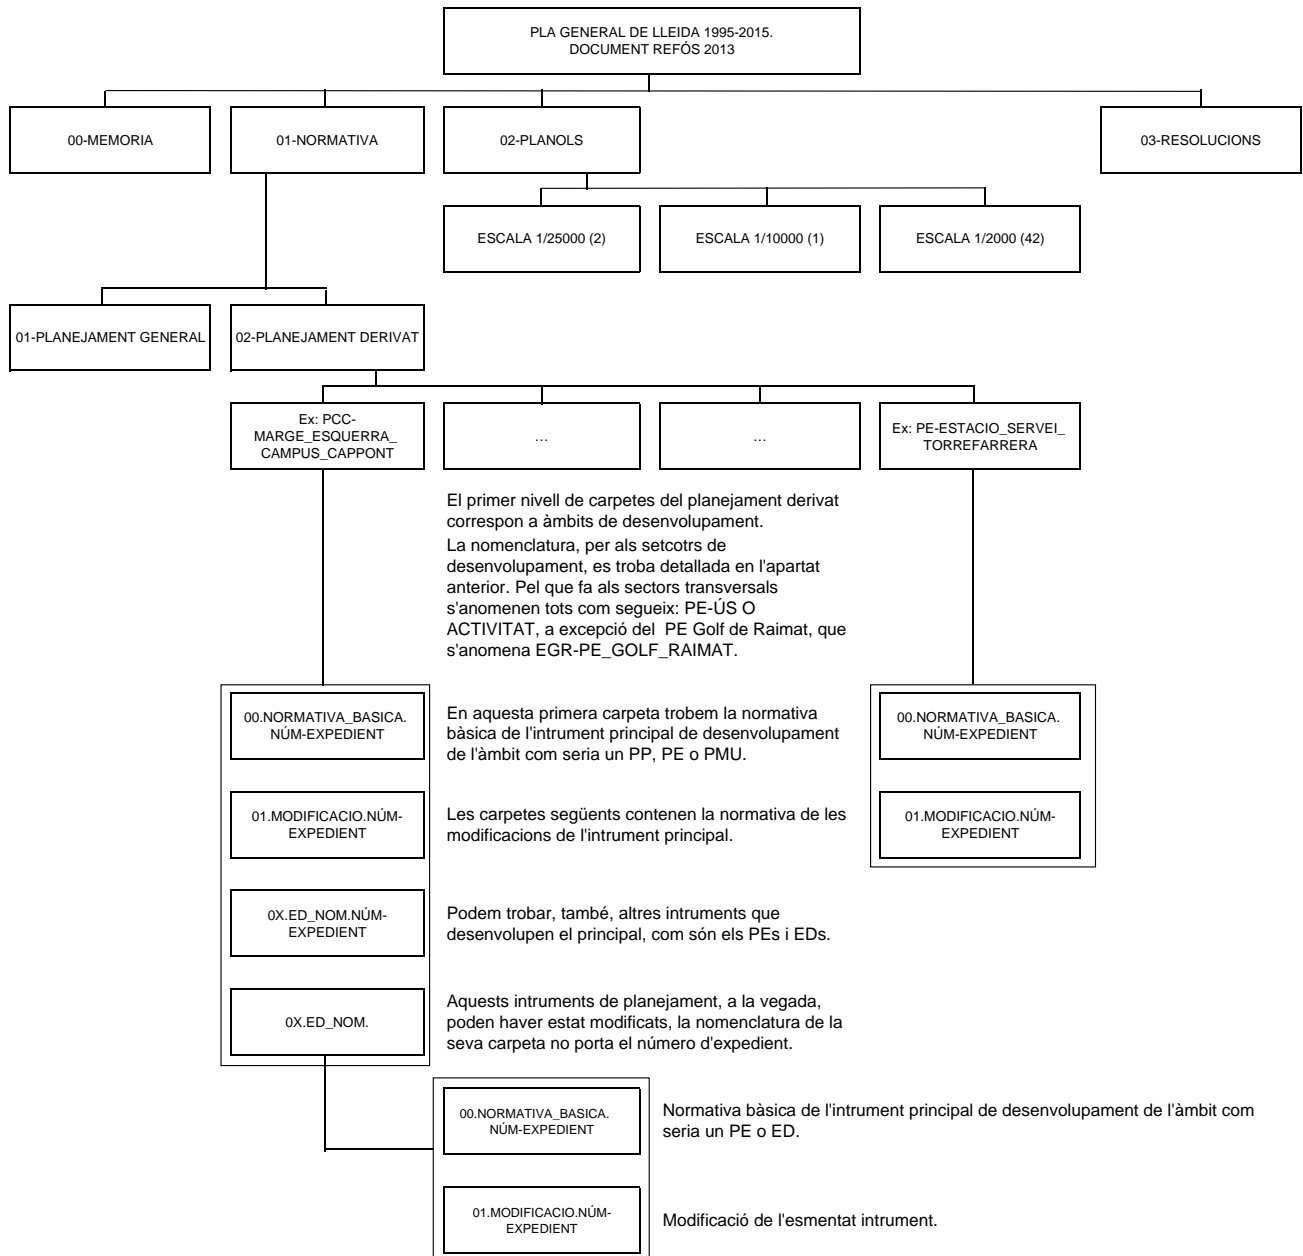 PLA GENERAL DE LLEIDA 1995-2015.
DOCUMENT REFÓS 2013
00-MEMORIA
01-NORMATIVA
02-PLANOLS
03-RESOLUCIONS
ESCALA 1/25000 (2)
ESCALA 1/10000 (1)
ESCALA 1/2000 (42)
01-PLANEJAMENT GENERAL
02-PLANEJAMENT DERIVAT
Ex: PCC-
MARGE_ESQUERRA_
CAMPUS_CAPPONT
…
…
Ex: PE-ESTACIO_SERVEI_
TORREFARRERA
El primer nivell de carpetes del planejament derivat
correspon a àmbits de desenvolupament.
La nomenclatura, per als setcotrs de
desenvolupament, es troba detallada en l'apartat
anterior. Pel que fa als sectors transversals
s'anomenen tots com segueix: PE-ÚS O
ACTIVITAT, a excepció del PE Golf de Raimat, que
s'anomena EGR-PE_GOLF_RAIMAT.
00.NORMATIVA_BASICA.
NÚM-EXPEDIENT
En aquesta primera carpeta trobem la normativa
bàsica de l'intrument principal de desenvolupament
de l'àmbit com seria un PP, PE o PMU.
00.NORMATIVA_BASICA.
NÚM-EXPEDIENT
01.MODIFICACIO.NÚM-
EXPEDIENT
Les carpetes següents contenen la normativa de les
modificacions de l'intrument principal.
01.MODIFICACIO.NÚM-
EXPEDIENT
0X.ED_NOM.NÚM-
EXPEDIENT
Podem trobar, també, altres intruments que
desenvolupen el principal, com són els PEs i EDs.
0X.ED_NOM.
Aquests intruments de planejament, a la vegada,
poden haver estat modificats, la nomenclatura de la
seva carpeta no porta el número d'expedient.
00.NORMATIVA_BASICA.
NÚM-EXPEDIENT
Normativa bàsica de l'intrument principal de desenvolupament de l'àmbit com
seria un PE o ED.
01.MODIFICACIO.NÚM-
EXPEDIENT
Modificació de l'esmentat intrument.